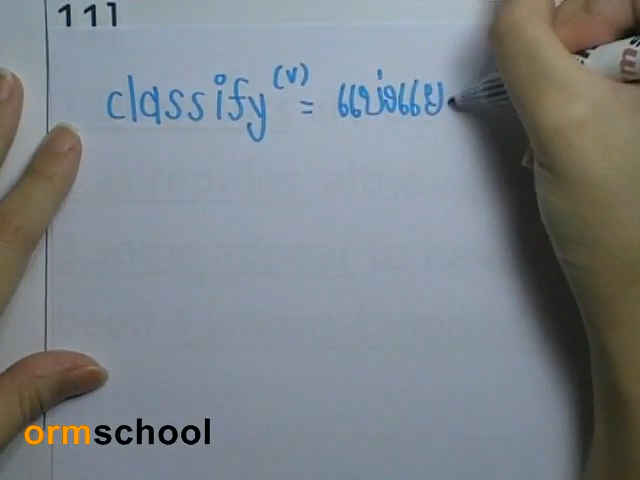 111
classify (v) = แบ่งแย
ormschool